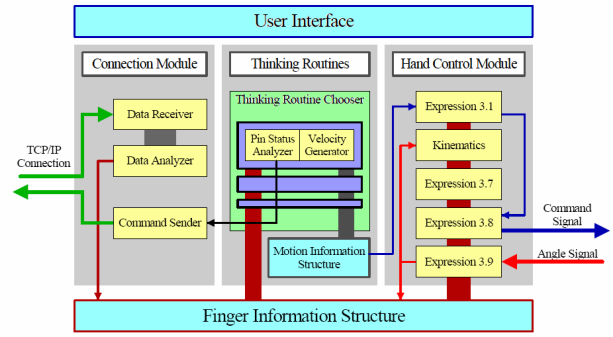 User Interface
Connection Module
Thinking Routines
Hand Control Module
Thinking Routine Chooser
Data Receiver
Expression 3.1
TCP/IP
Connection
Pin Status
Analyzer
Velocity
Generator
Kinematics
Data Analyzer
Expression 3.7
Command Sender
Expression 3.8
Command
Signal
Motion Information
Structure
Expression 3.9
Angle Signal
Finger Information Structure